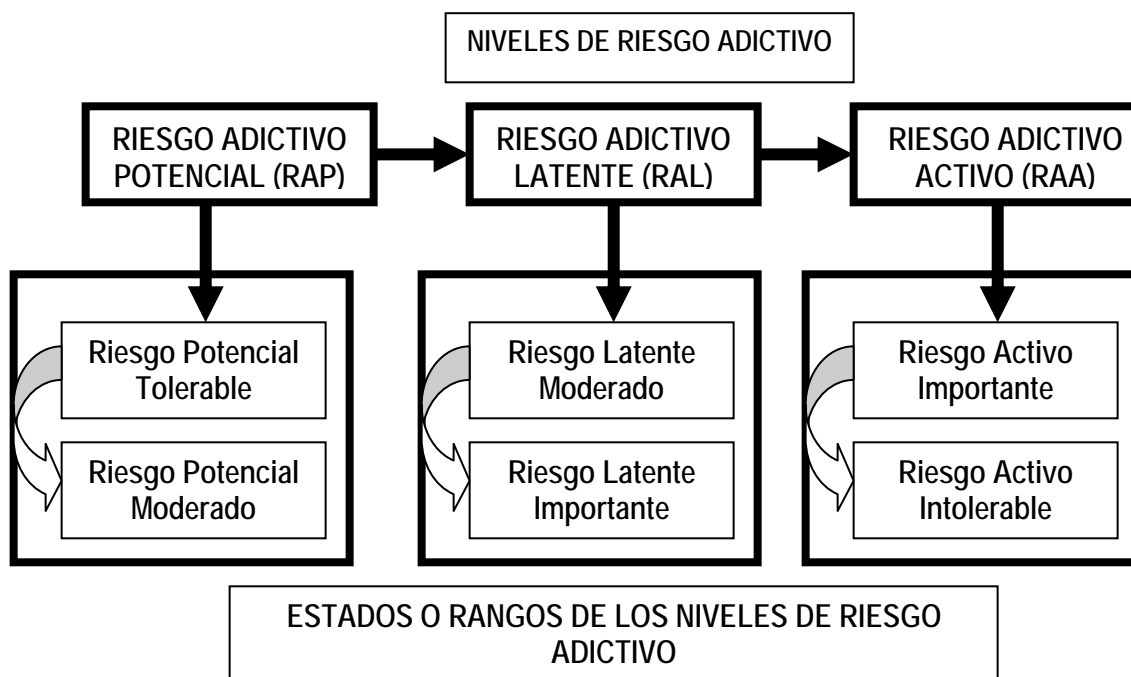 NIVELES DE RIESGO ADICTIVO
RIESGO ADICTIVO
POTENCIAL (RAP)
RIESGO ADICTIVO
LATENTE (RAL)
RIESGO ADICTIVO
ACTIVO (RAA)
Riesgo Potencial
Tolerable
Riesgo Potencial
Moderado
Riesgo Latente
Moderado
Riesgo Latente
Importante
Riesgo Activo
Importante
Riesgo Activo
Intolerable
ESTADOS O RANGOS DE LOS NIVELES DE RIESGO
ADICTIVO